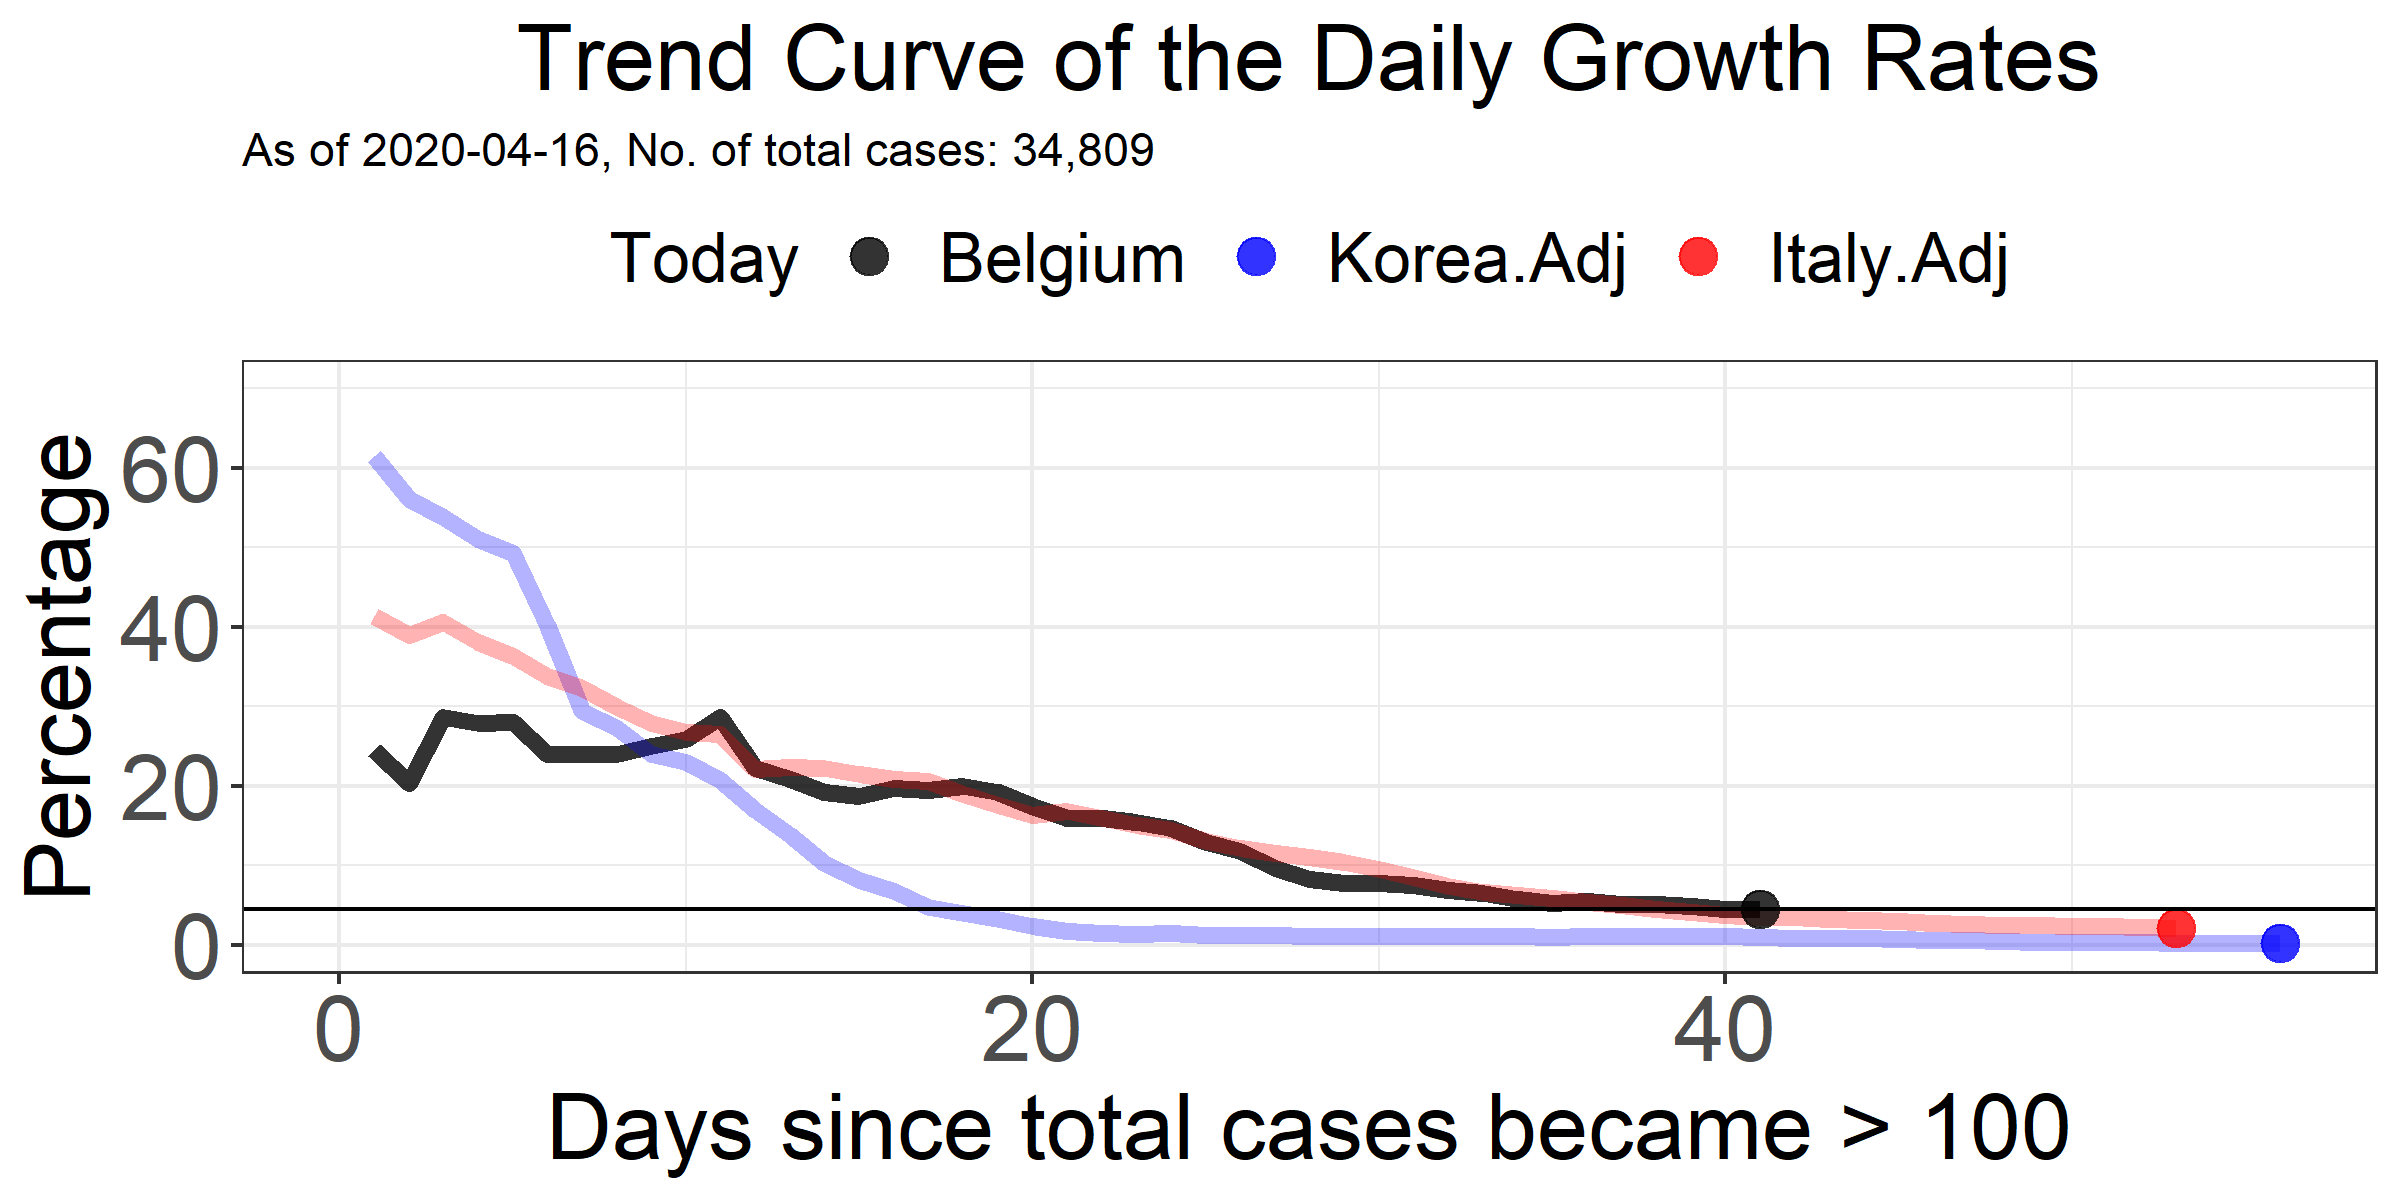 Trend Curve of the Daily Growth Rates
As of 2020-04-16, No. of total cases: 34,809
Today Belgium Korea.Adj Italy.Adj
Percentage
60
40
20
0
0 20 40
Days since total cases became > 100